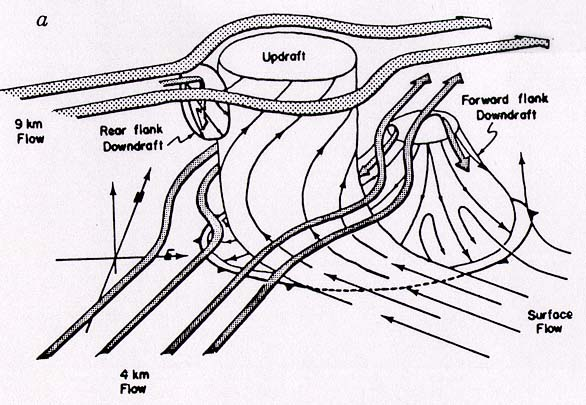 a
Updraft
Forward flank
Downdraft
9 km
Flow
Rear flank
Downdraft
E
Surface
Flow
4 km
Flow